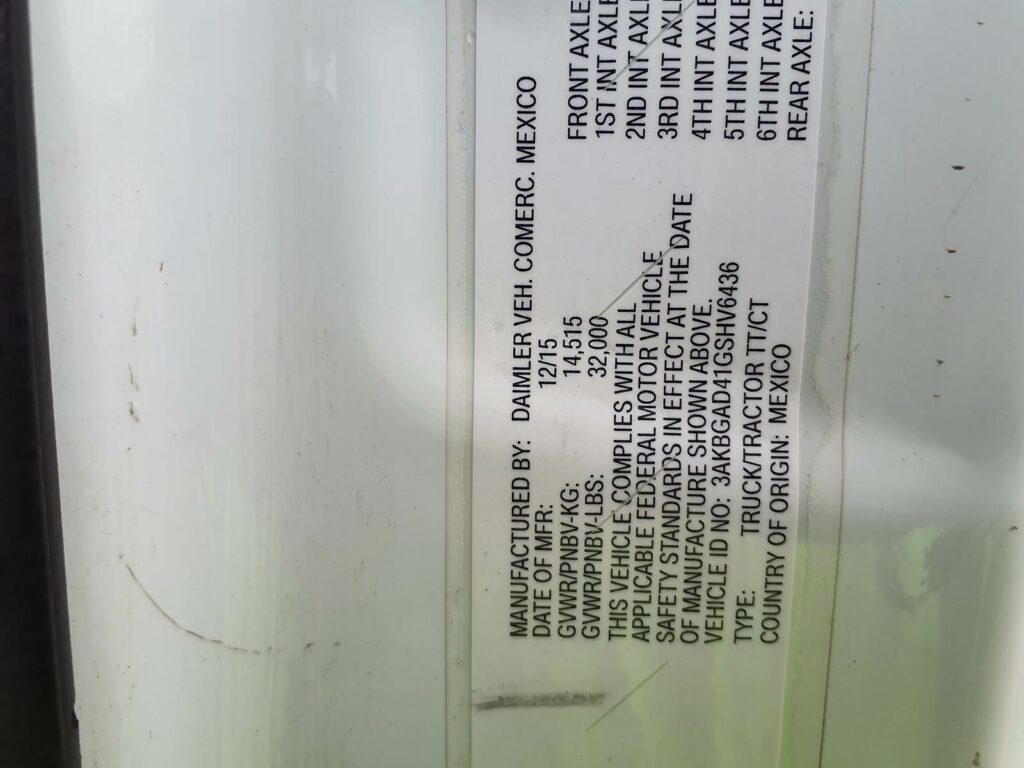 MANUFACTURED BY: DAIMLER VEH. COMERC. MEXICO
DATE OF MFR: 12/15
GVWR/PNBV-KG: 14,515
GVWR/PNBV-LBS: 32,000
THIS VEHICLE COMPLIES WITH ALL
APPLICABLE FEDERAL MOTOR VEHICLE
SAFETY STANDARDS IN EFFECT AT THE DATE
OF MANUFACTURE SHOWN ABOVE.
VEHICLE ID NO: 3AKBGAD41GSHV6436
TYPE: TRUCK/TRACTOR TT/CT
COUNTRY OF ORIGIN: MEXICO
FRONT AXLE
1ST INT AXLE
2ND INT AXLE
3RD INT AXLE
4TH INT AXLE
5TH INT AXLE
6TH INT AXLE
REAR AXLE: